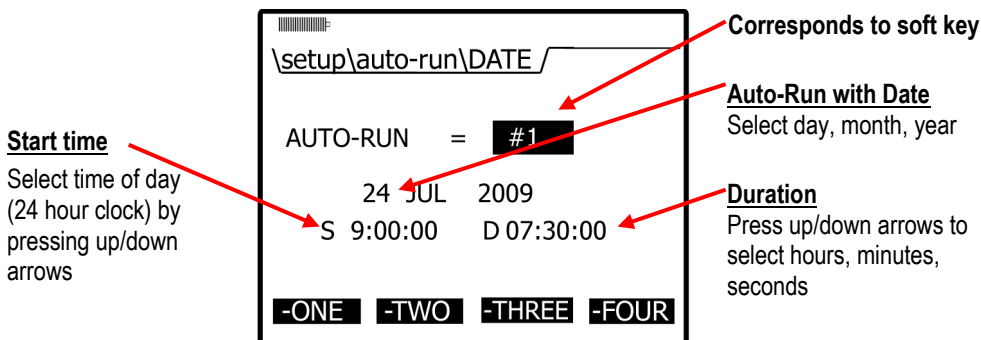 Start time
Select time of day
(24 hour clock) by
pressing up/down
arrows
\setup\auto-run\DATE
AUTO-RUN = #1
24 JUL 2009
S 9:00:00 D 07:30:00
-ONE -TWO -THREE -FOUR
Corresponds to soft key
Auto-Run with Date
Select day, month, year
Duration
Press up/down arrows to
select hours, minutes,
seconds